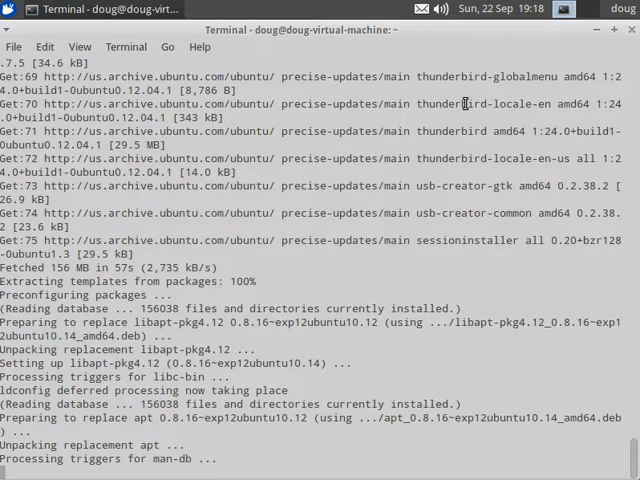 Terminal - doug@doug-virt...
Sun, 22 Sep 19:18
doug
Terminal - doug@doug-virtual-machine:~
File Edit View Terminal Go Help
.7.5 [34.6 kB]
Get:69 http://us.archive.ubuntu.com/ubuntu/ precise-updates/main thunderbird-globalmenu amd64 1:2
4.0+build1-0ubuntu0.12.04.1 [8,786 B]
Get:70 http://us.archive.ubuntu.com/ubuntu/ precise-updates/main thunderbird-locale-en amd64 1:24
.0+build1-0ubuntu0.12.04.1 [343 kB]
Get:71 http://us.archive.ubuntu.com/ubuntu/ precise-updates/main thunderbird amd64 1:24.0+build1-
0ubuntu0.12.04.1 [29.5 MB]
Get:72 http://us.archive.ubuntu.com/ubuntu/ precise-updates/main thunderbird-locale-en-us all 1:2
4.0+build1-0ubuntu0.12.04.1 [14.0 kB]
Get:73 http://us.archive.ubuntu.com/ubuntu/ precise-updates/main usb-creator-gtk amd64 0.2.38.2 [
26.9 kB]
Get:74 http://us.archive.ubuntu.com/ubuntu/ precise-updates/main usb-creator-common amd64 0.2.38.
2 [23.6 kB]
Get:75 http://us.archive.ubuntu.com/ubuntu/ precise-updates/main sessioninstaller all 0.20+bzr128
-0ubuntu1.3 [29.5 kB]
Fetched 156 MB in 57s (2,735 kB/s)
Extracting templates from packages: 100%
Preconfiguring packages ...
(Reading database ... 156038 files and directories currently installed.)
Preparing to replace libapt-pkg4.12 0.8.16~exp12ubuntu10.12 (using .../libapt-pkg4.12_0.8.16~exp1
2ubuntu10.14_amd64.deb) ...
Unpacking replacement libapt-pkg4.12 ...
Setting up libapt-pkg4.12 (0.8.16~exp12ubuntu10.14) ...
Processing triggers for libc-bin ...
ldconfig deferred processing now taking place
(Reading database ... 156038 files and directories currently installed.)
Preparing to replace apt 0.8.16~exp12ubuntu10.12 (using .../apt_0.8.16~exp12ubuntu10.14_amd64.deb
) ...
Unpacking replacement apt ...
Processing triggers for man-db ...